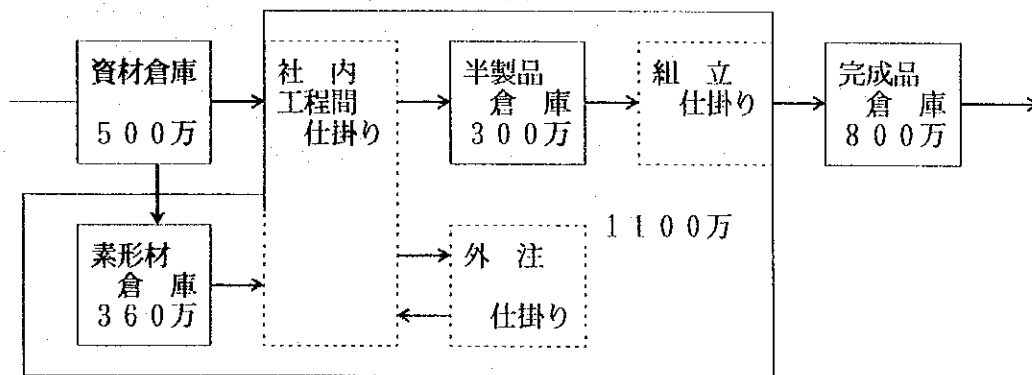 資材倉庫
500万
社 内
工程間
仕掛り
半製品
倉 庫
300万
組 立
仕掛り
完成品
倉 庫
800万
素形材
倉 庫
360万
外 注
仕掛り
1100万